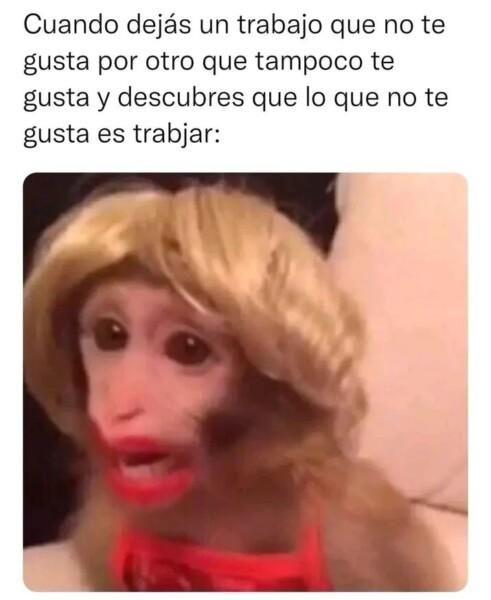 Cuando dejás un trabajo que no te
gusta por otro que tampoco te
gusta y descubres que lo que no te
gusta es trabjar: